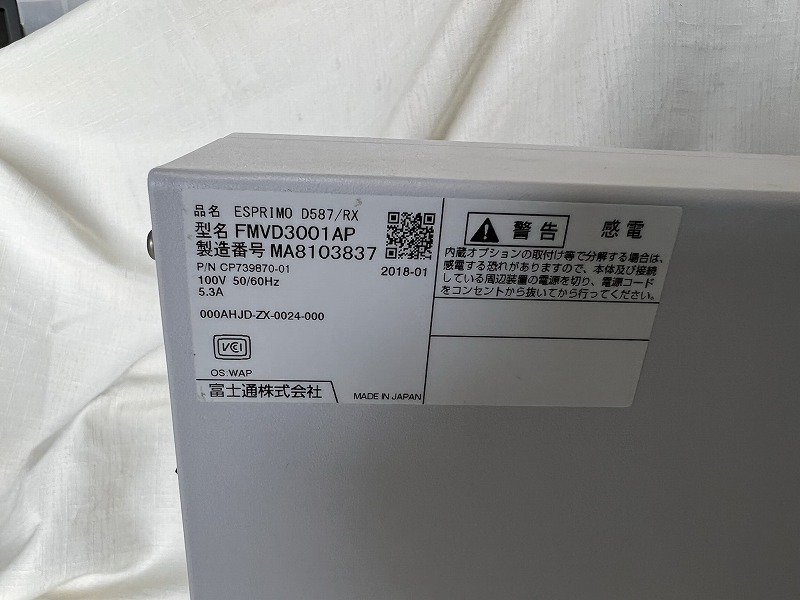 品名 ESPRIMO D587/RX
型名 FMVD3001AP
製造番号 MA8103837
P/N CP739870-01
2018-01
100V 50/60Hz
5.3A
000AHJD-ZX-0024-000
VCI
OS:WAP
富士通株式会社
MADE IN JAPAN
警告 感電
内蔵オプションの取付け等で分解する場合は、
感電する恐れがありますので、本体及び接続
している周辺装置の電源を切り、電源コード
をコンセントから抜いてから行ってください。